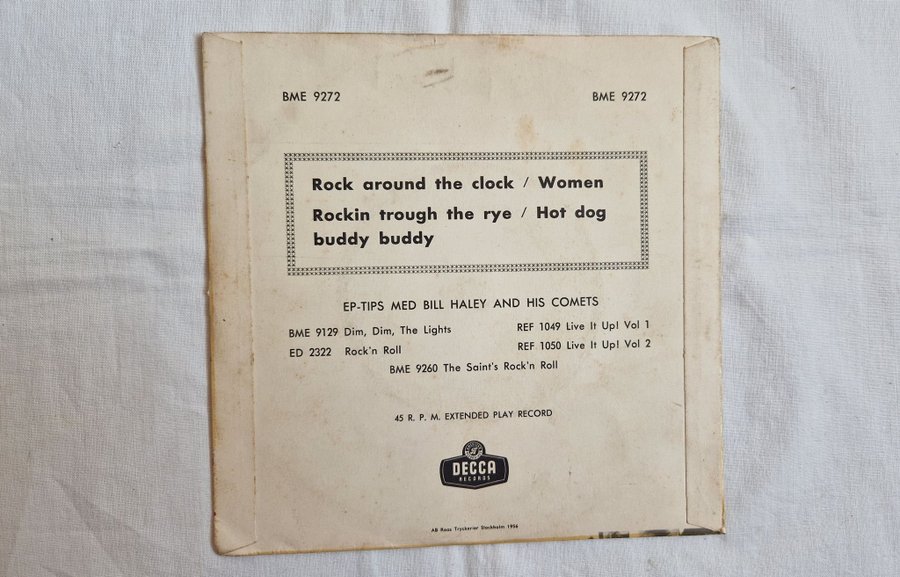 BME 9272 BME 9272
Rock around the clock / Women
Rockin trough the rye / Hot dog
buddy buddy
EP-TIPS MED BILL HALEY AND HIS COMETS
BME 9129 Dim, Dim, The Lights REF 1049 Live It Up! Vol 1
ED 2322 Rock'n Roll REF 1050 Live It Up! Vol 2
BME 9260 The Saint's Rock'n Roll
45 R. P. M. EXTENDED PLAY RECORD
DECCA
RECORDS
AB Roos Tryckerier Stockholm 1956